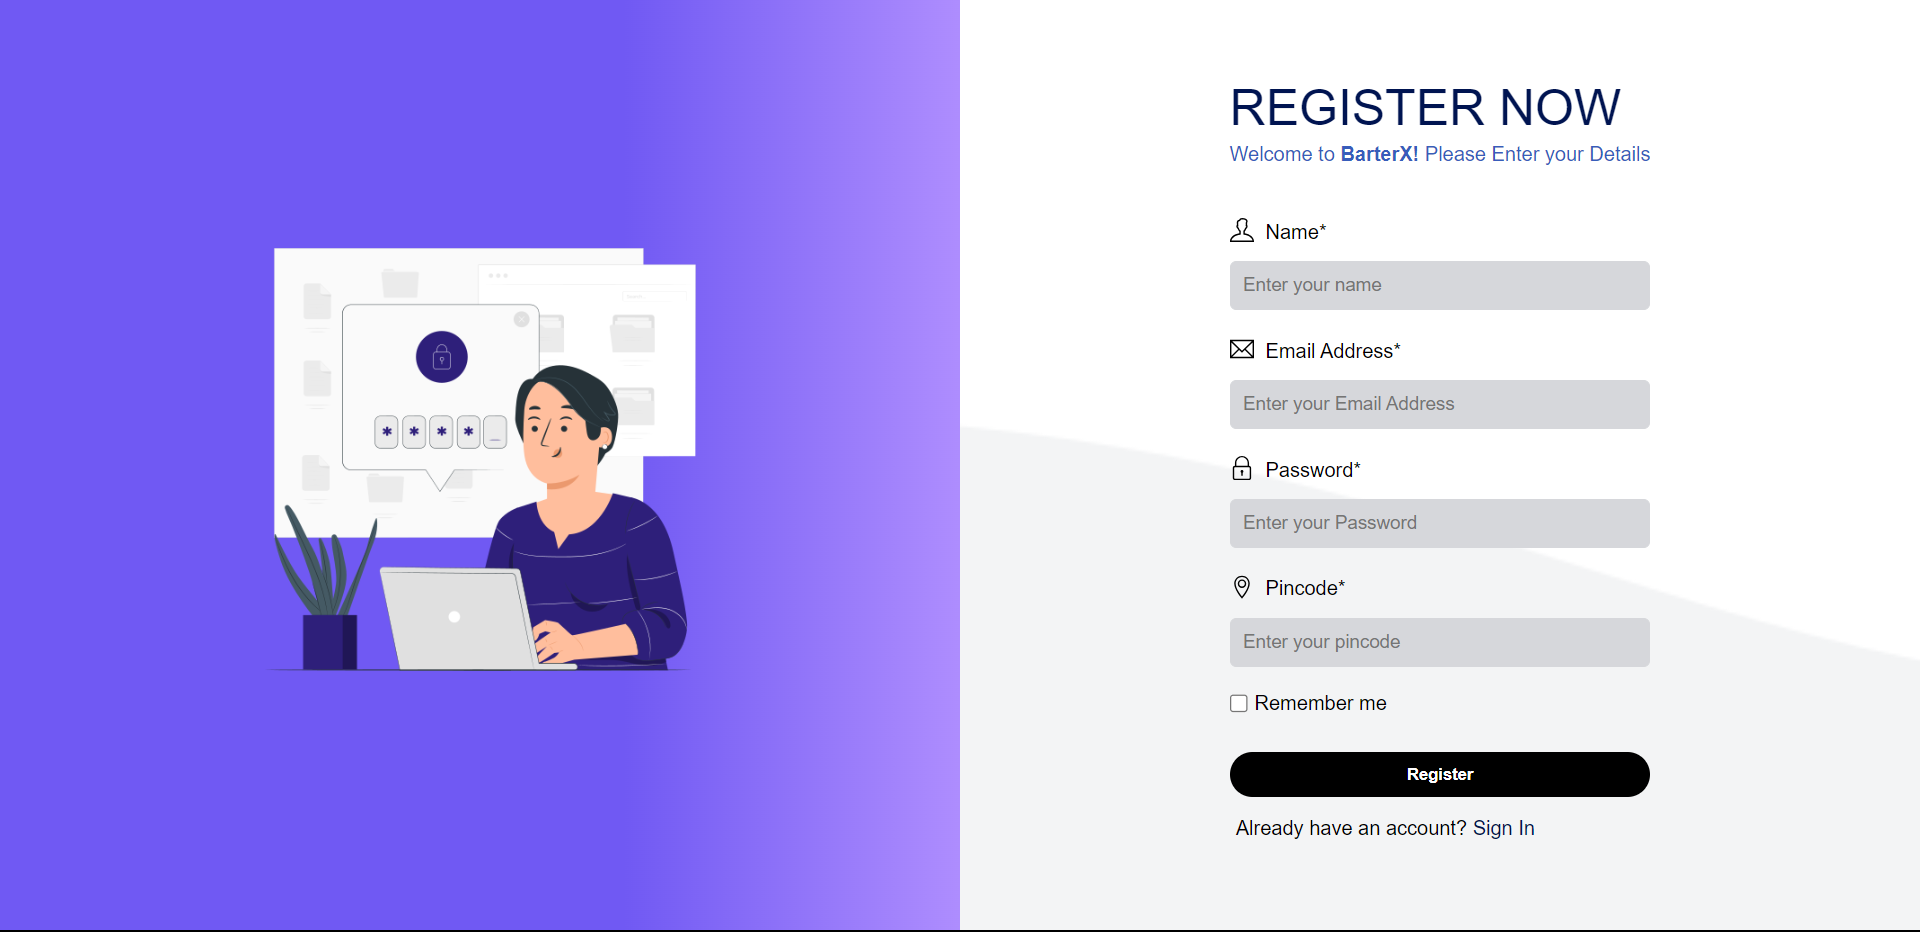 REGISTER NOW
Welcome to BarterX! Please Enter your Details
Name*
Enter your name
Email Address*
Enter your Email Address
Password*
Enter your Password
Pincode*
Enter your pincode
Remember me
Register
Already have an account? Sign In